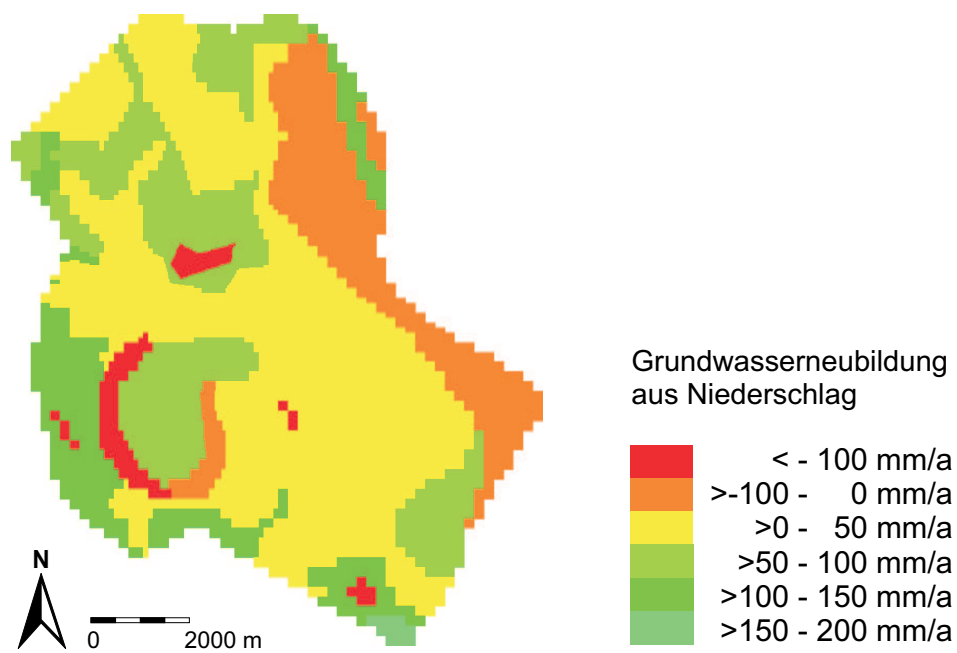 Grundwasserneubildung
aus Niederschlag
< - 100 mm/a
>-100 - 0 mm/a
>0 - 50 mm/a
>50 - 100 mm/a
>100 - 150 mm/a
>150 - 200 mm/a
N
0 2000 m